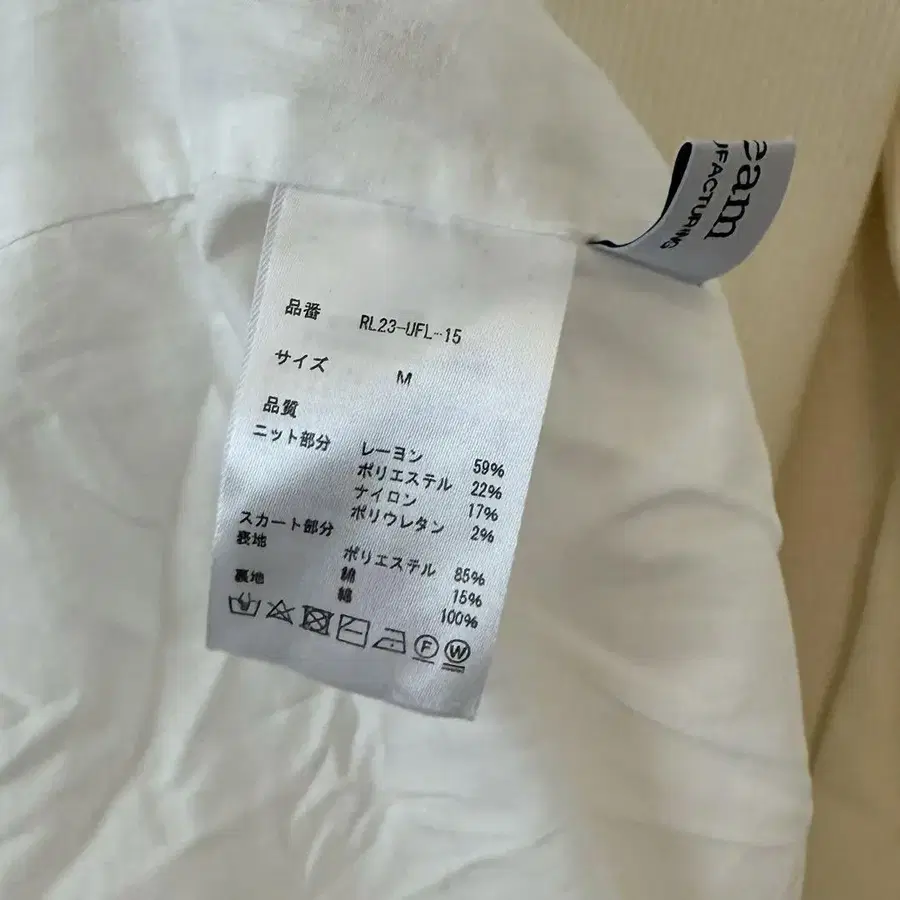 品番 RL23-UFL-15
サイズ M
品質
ニット部分 レーヨン 59%
ポリエステル 22%
ナイロン 17%
ポリウレタン 2%
スカート部分
表地 ポリエステル 85%
綿 15%
裏地 綿 100%
F W
eam
UFACTURING